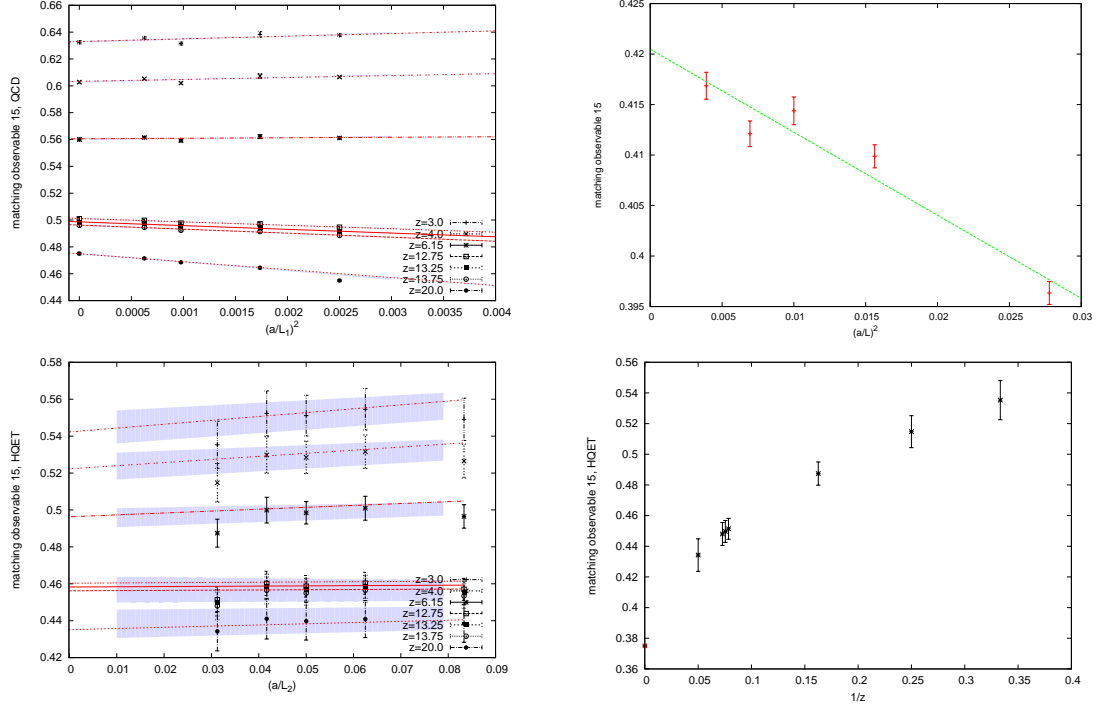 matching observable 15, QCD
0.66
0.64
0.62
0.6
0.58
0.56
0.54
0.52
0.5
0.48
0.46
0.44
z=3.0
z=4.0
z=6.15
z=12.75
z=13.25
z=13.75
z=20.0
0 0.0005 0.001 0.0015 0.002 0.0025 0.003 0.0035 0.004
(a/L₁)²
matching observable 15
0.425
0.42
0.415
0.41
0.405
0.4
0.395
0 0.005 0.01 0.015 0.02 0.025 0.03
(a/L)²
matching observable 15, HQET
0.58
0.56
0.54
0.52
0.5
0.48
0.46
0.44
0.42
z=3.0
z=4.0
z=6.15
z=12.75
z=13.25
z=13.75
z=20.0
0 0.01 0.02 0.03 0.04 0.05 0.06 0.07 0.08 0.09
(a/L₂)
matching observable 15, HQET
0.56
0.54
0.52
0.5
0.48
0.46
0.44
0.42
0.4
0.38
0.36
0 0.05 0.1 0.15 0.2 0.25 0.3 0.35 0.4
1/z